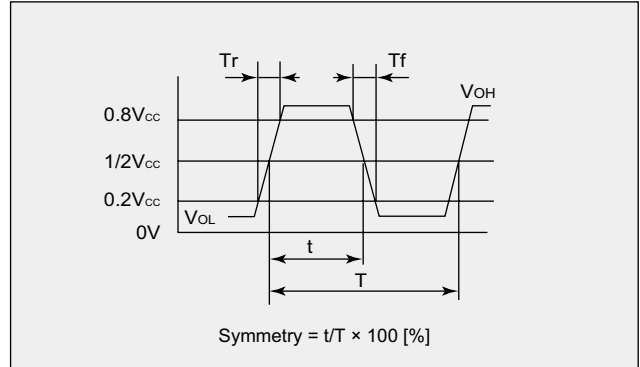 Tr
Tf
VOH
0.8Vcc
1/2Vcc
0.2Vcc
VOL
0V
t
T
Symmetry = t/T × 100 [%]